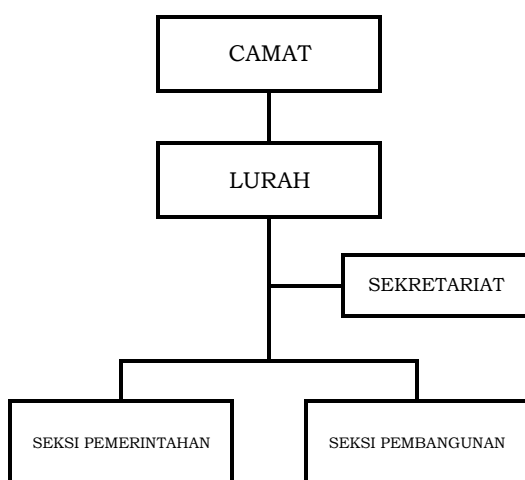 CAMAT
LURAH
SEKRETARIAT
SEKSI PEMERINTAHAN
SEKSI PEMBANGUNAN